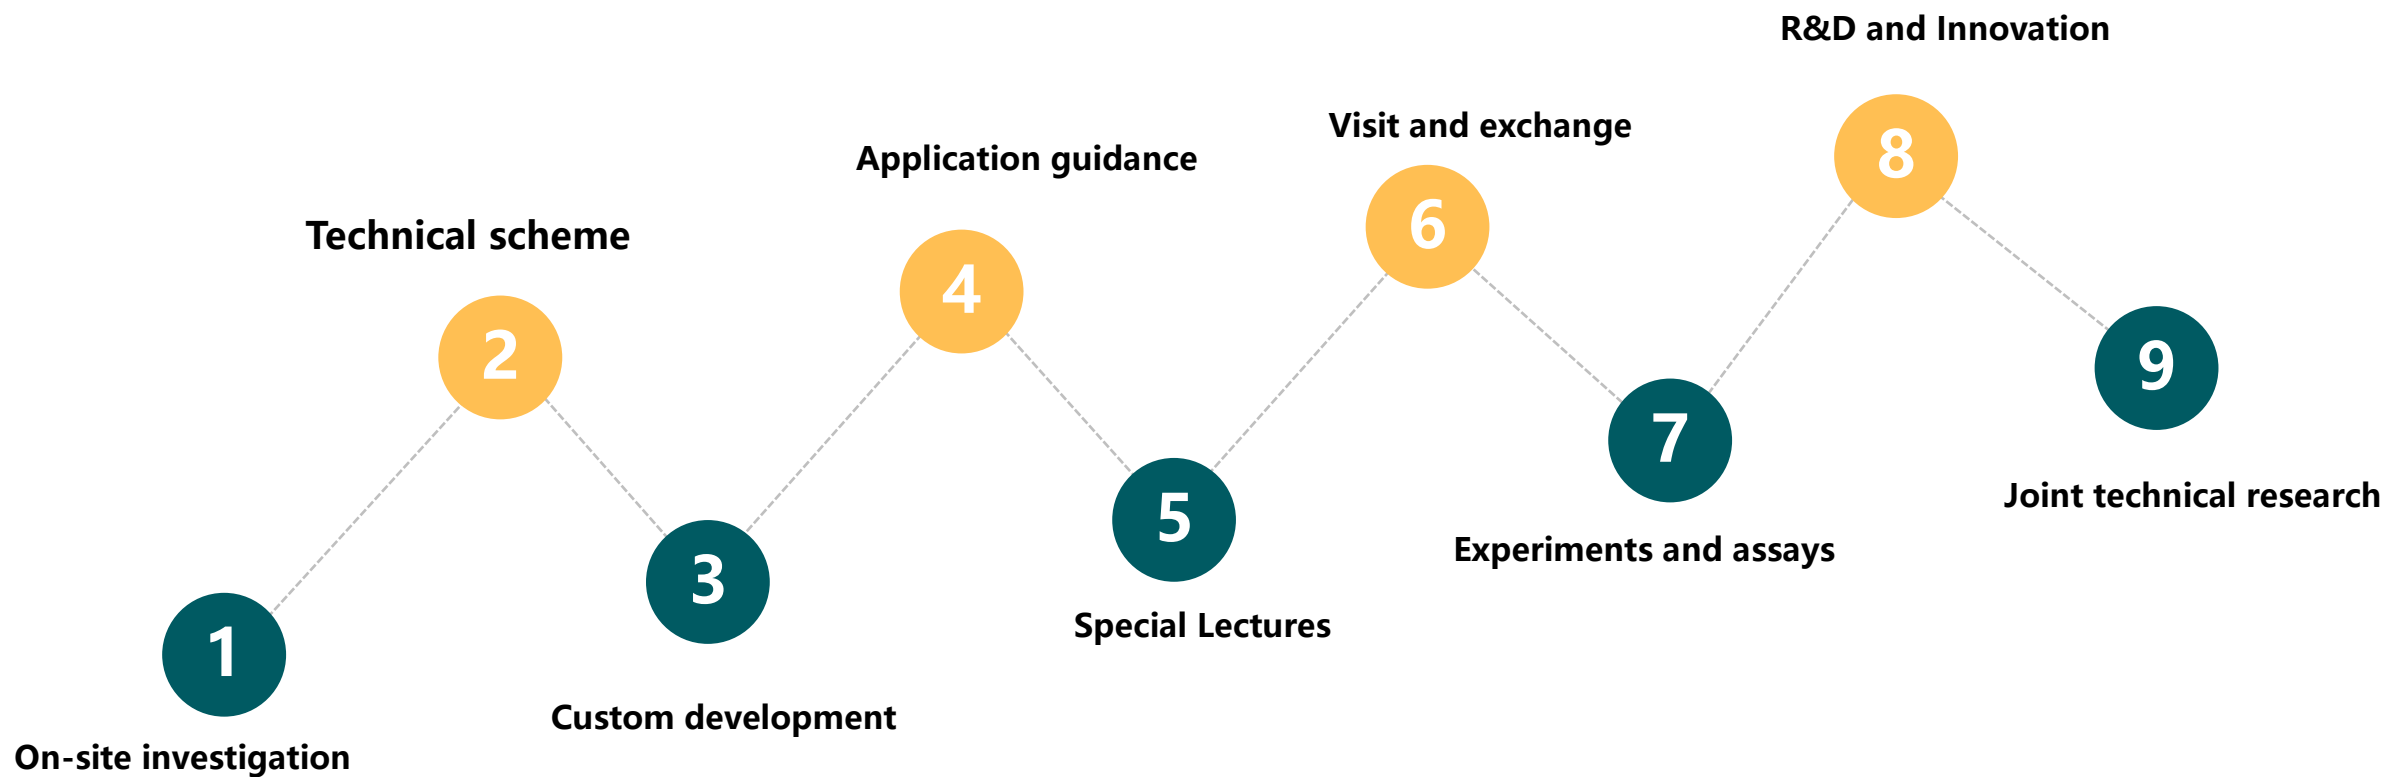 1
On-site investigation
2
Technical scheme
3
Custom development
4
Application guidance
5
Special Lectures
6
Visit and exchange
7
Experiments and assays
8
R&D and Innovation
9
Joint technical research